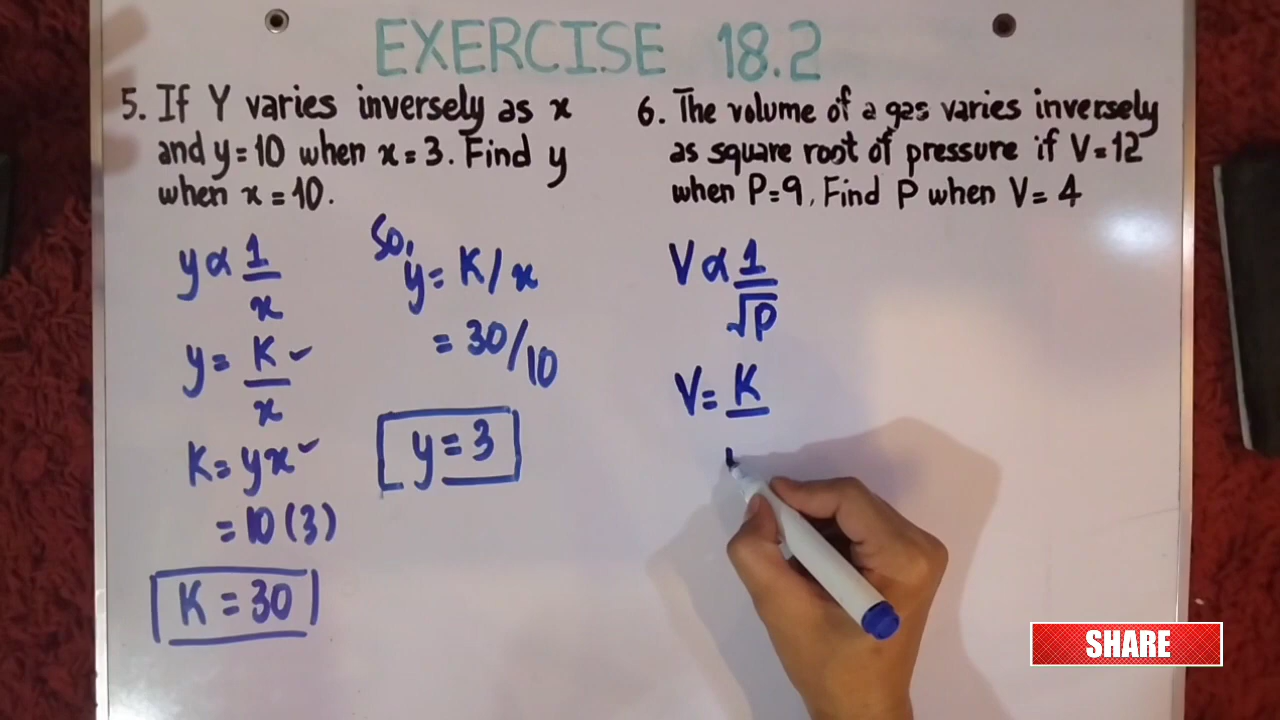 EXERCISE 18.2
5. If Y varies inversely as x
and y=10 when x=3. Find y
when x=10.
y∝1/x
y=K/x
K=yx
=10(3)
K=30
So,
y=K/x
=30/10
y=3
6. The volume of a gas varies inversely
as square root of pressure if V=12
when P=9, Find P when V=4
V∝1/√P
V=K
SHARE